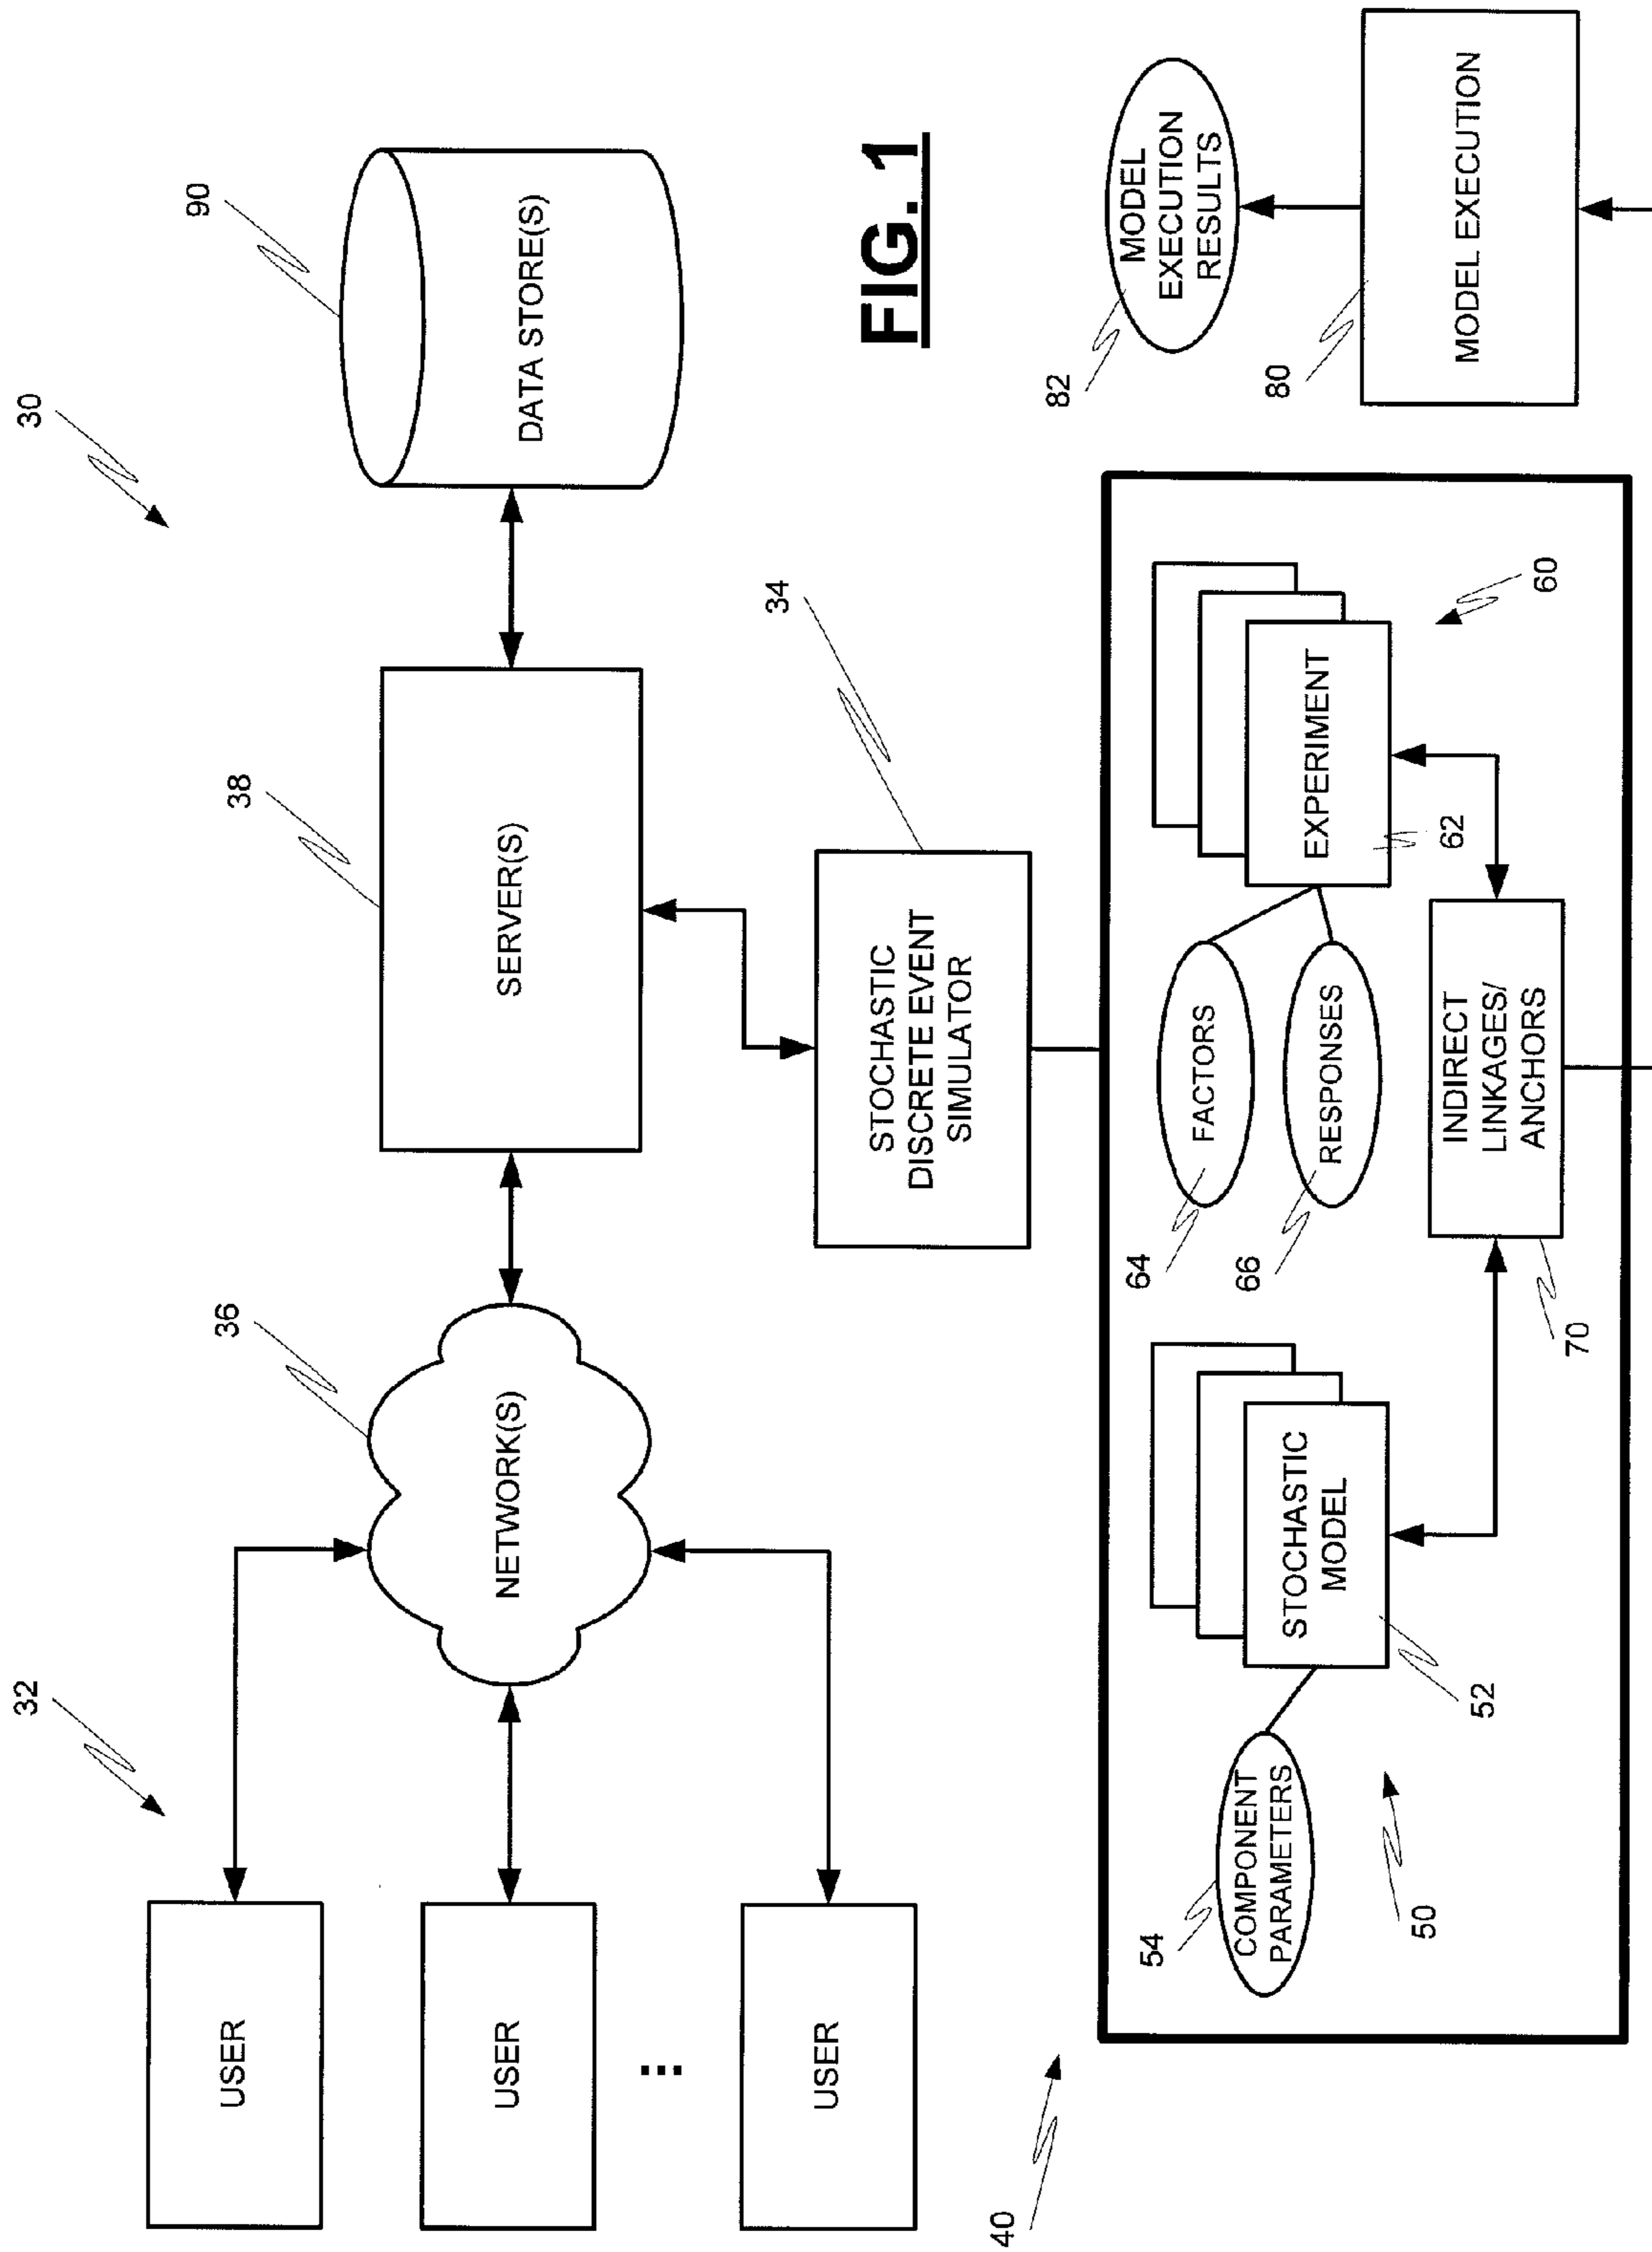 30
32
36
38
90
USER
USER
USER
...
NETWORK(S)
SERVER(S)
DATA STORE(S)
34
STOCHASTIC
DISCRETE EVENT
SIMULATOR
FIG. 1
40
54
COMPONENT
PARAMETERS
50
STOCHASTIC
MODEL
52
64
FACTORS
66
RESPONSES
EXPERIMENT
62
60
INDIRECT
LINKAGES/
ANCHORS
70
82
MODEL
EXECUTION
RESULTS
80
MODEL EXECUTION